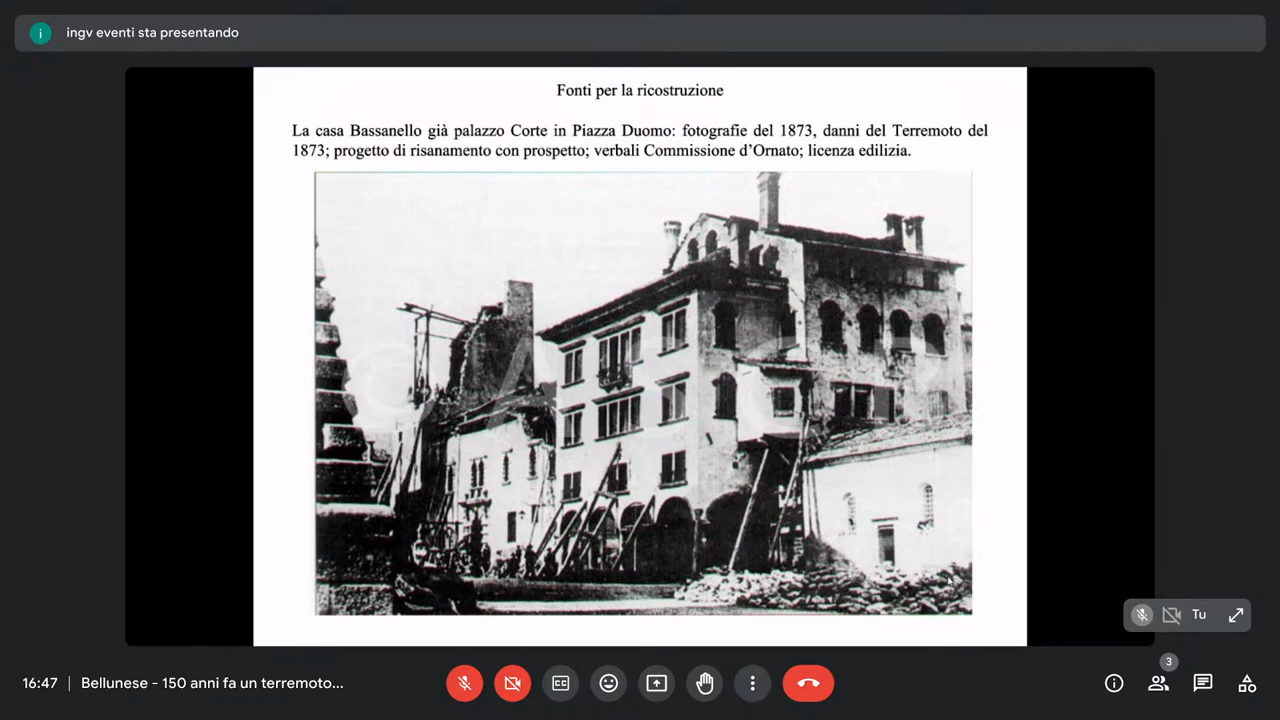 i
ingv eventi sta presentando
Fonti per la ricostruzione
La casa Bassanello già palazzo Corte in Piazza Duomo: fotografie del 1873, danni del Terremoto del
1873; progetto di risanamento con prospetto; verbali Commissione d’Ornato; licenza edilizia.
Tu
16:47 | Bellunese - 150 anni fa un terremoto...
CC
3